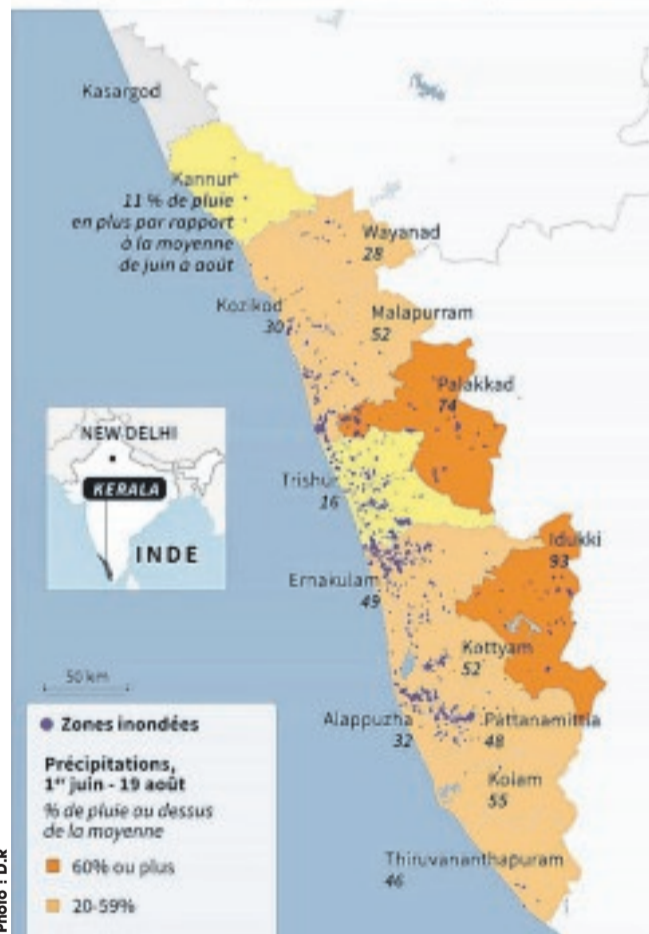 Kasargod
Kannur
11 % de pluie
en plus par rapport
à la moyenne
de juin a août
Wayanad
28
Kozikod
30
Malapurram
52
Palakkad
74
NEW DELHI
KERALA
INDE
Trishur
16
Idukki
93
Ernakulam
49
Kottyam
52
50 km
Alappuzha
32
Pattanamittla
48
Kolam
55
Thiruvananthapuram
46
Zones inondées
Précipitations,
1er juin - 19 août
% de pluie au dessus
de la moyenne
60% ou plus
20-59%
Photo : D.R